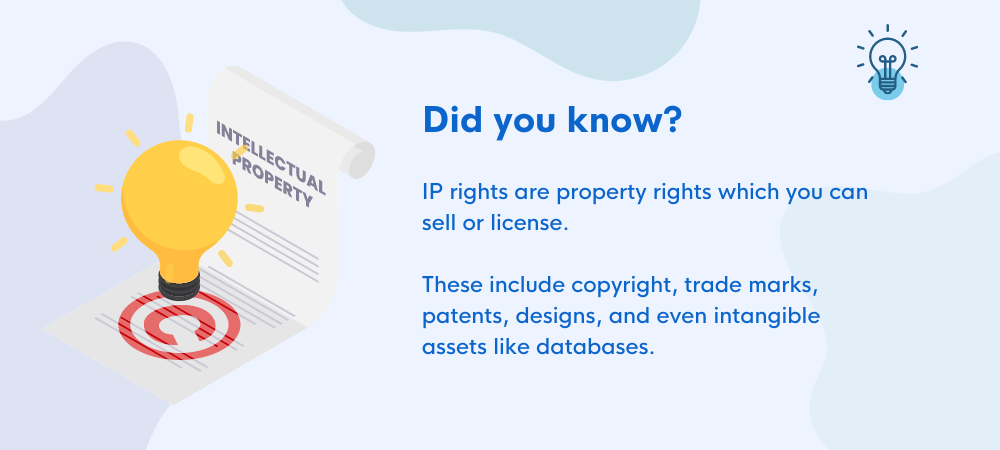 INTELLECTUAL
PROPERTY
Did you know?
IP rights are property rights which you can
sell or license.
These include copyright, trade marks,
patents, designs, and even intangible
assets like databases.